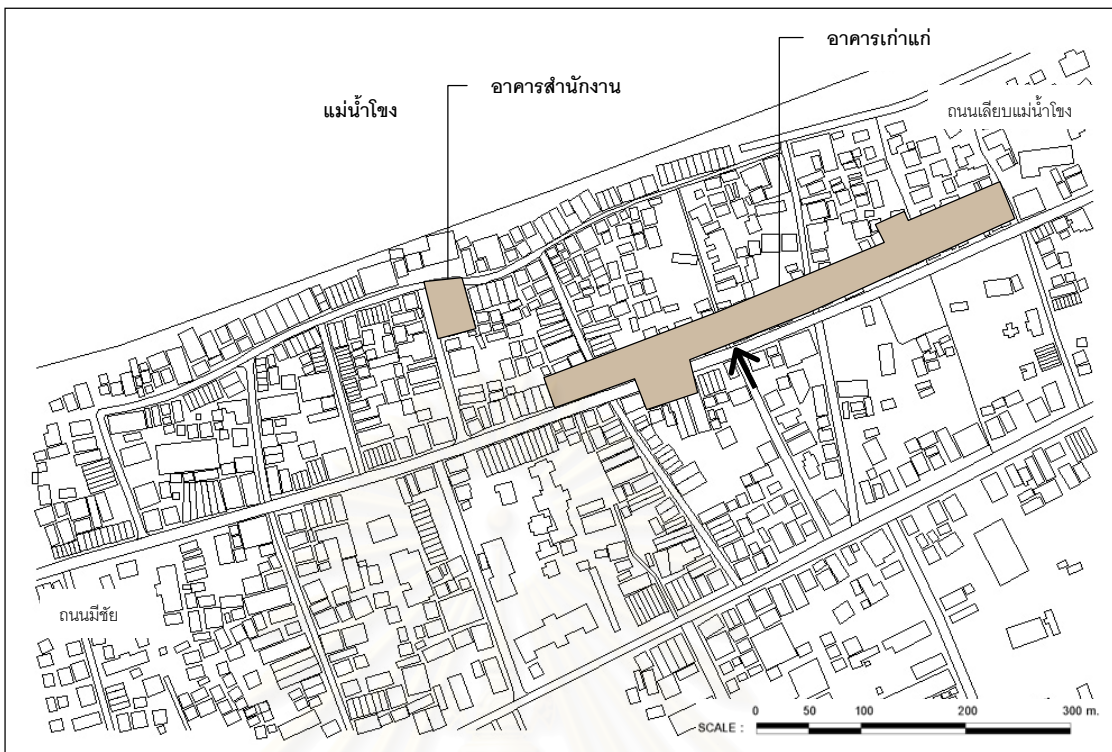 อาคารเก่าแก่
อาคารสำนักงาน
แม่น้ำโขง
ถนนเลียบแม่น้ำโขง
ถนนมีชัย
SCALE : 0 50 100 200 300 m.